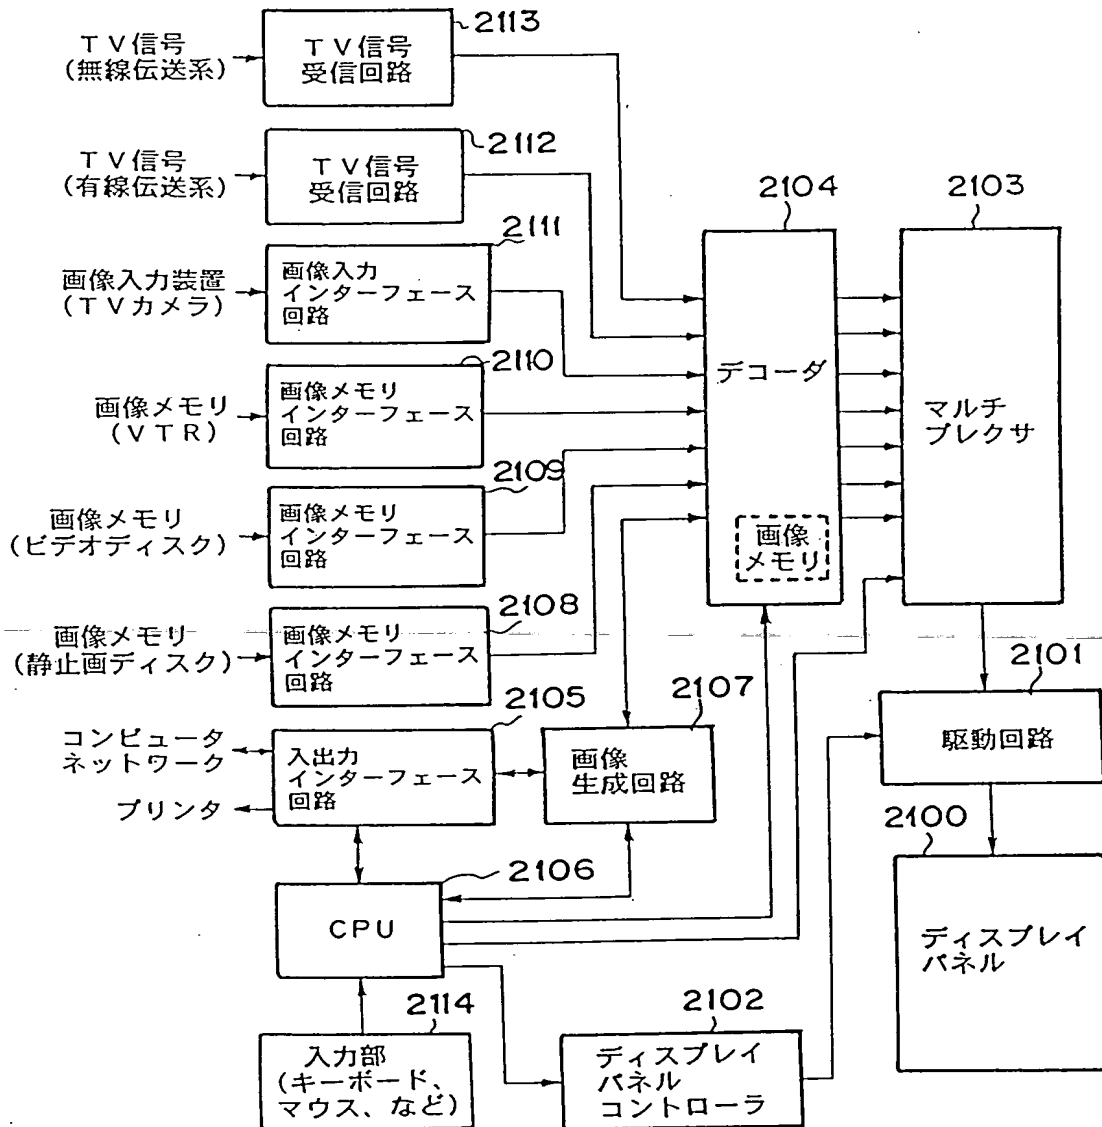 2113
TV信号
(無線伝送系)
TV信号
受信回路
2112
TV信号
(有線伝送系)
TV信号
受信回路
2111
画像入力装置
(TVカメラ)
画像入力
インターフェース
回路
2110
画像メモリ
(VTR)
画像メモリ
インターフェース
回路
2109
画像メモリ
(ビデオディスク)
画像メモリ
インターフェース
回路
2108
画像メモリ
(静止画ディスク)
画像メモリ
インターフェース
回路
2104
デコーダ
画像
メモリ
2103
マルチ
プレクサ
2105
コンピュータ
ネットワーク
プリンタ
入出力
インターフェース
回路
2107
画像
生成回路
2101
駆動回路
2100
ディスプレイ
パネル
2106
CPU
2114
入力部
(キーボード、
マウス、など)
2102
ディスプレイ
パネル
コントローラ